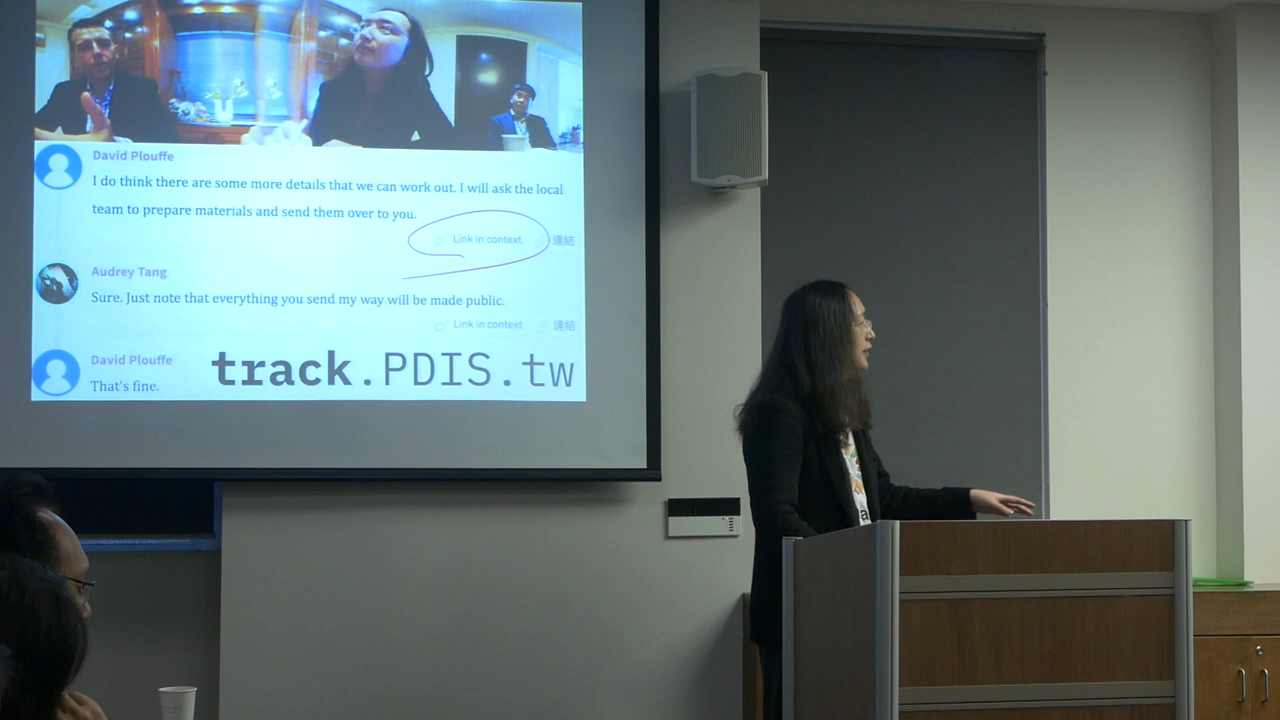 David Plouffe
I do think there are some more details that we can work out. I will ask the local
team to prepare materials and send them over to you.
Link in context 連結
Audrey Tang
Sure. Just note that everything you send my way will be made public.
Link in context 連結
David Plouffe
That's fine.
track.PDIS.tw
a